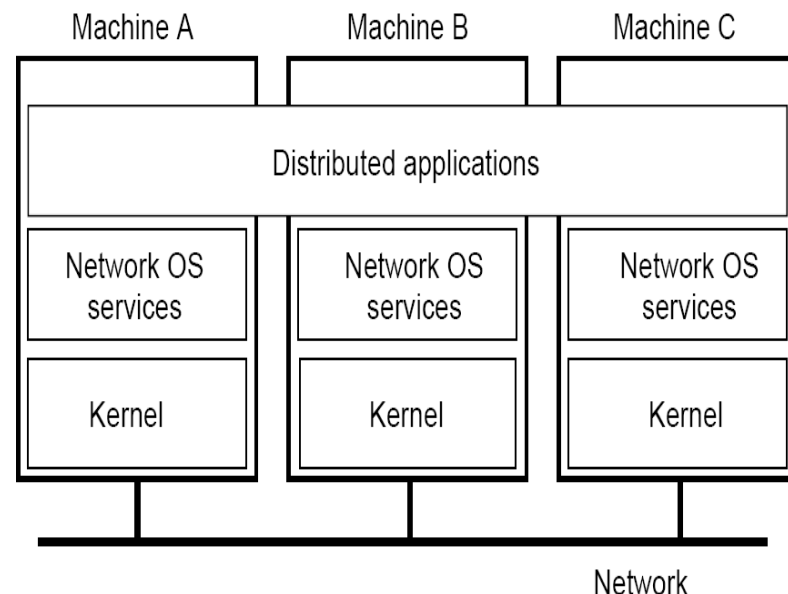 Machine A
Machine B
Machine C
Distributed applications
Network OS
services
Network OS
services
Network OS
services
Kernel
Kernel
Kernel
Network